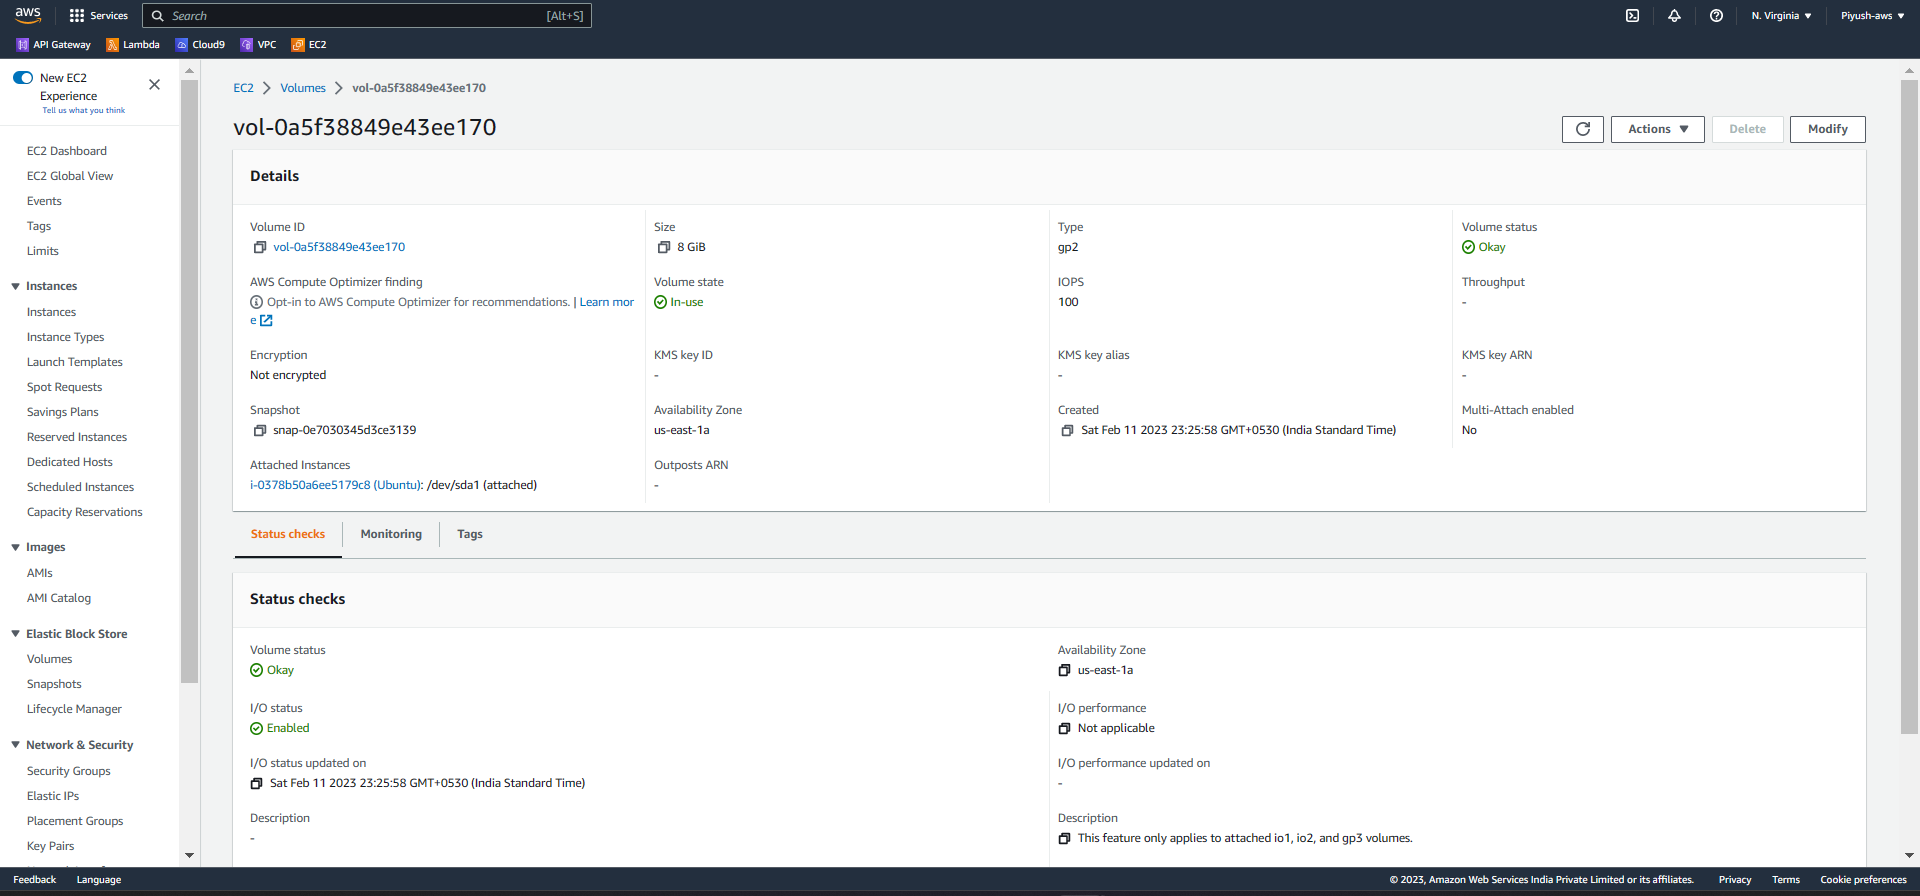 aws
Services
Search
[Alt+S]
N. Virginia
Piyush-aws
API Gateway
Lambda
Cloud9
VPC
EC2
New EC2
Experience
Tell us what you think
EC2 Dashboard
EC2 Global View
Events
Tags
Limits
Instances
Instances
Instance Types
Launch Templates
Spot Requests
Savings Plans
Reserved Instances
Dedicated Hosts
Scheduled Instances
Capacity Reservations
Images
AMIs
AMI Catalog
Elastic Block Store
Volumes
Snapshots
Lifecycle Manager
Network & Security
Security Groups
Elastic IPs
Placement Groups
Key Pairs
EC2 > Volumes > vol-0a5f38849e43ee170
vol-0a5f38849e43ee170
Actions
Delete
Modify
Details
Volume ID
vol-0a5f38849e43ee170
Size
8 GiB
Type
gp2
Volume status
Okay
AWS Compute Optimizer finding
Opt-in to AWS Compute Optimizer for recommendations. | Learn mor
e
Volume state
In-use
IOPS
100
Throughput
-
Encryption
Not encrypted
KMS key ID
-
KMS key alias
-
KMS key ARN
-
Snapshot
snap-0e7030345d3ce3139
Availability Zone
us-east-1a
Created
Sat Feb 11 2023 23:25:58 GMT+0530 (India Standard Time)
Multi-Attach enabled
No
Attached Instances
i-0378b50a6ee5179c8 (Ubuntu): /dev/sda1 (attached)
Outposts ARN
-
Status checks
Monitoring
Tags
Status checks
Volume status
Okay
Availability Zone
us-east-1a
I/O status
Enabled
I/O performance
Not applicable
I/O status updated on
Sat Feb 11 2023 23:25:58 GMT+0530 (India Standard Time)
I/O performance updated on
-
Description
-
Description
This feature only applies to attached io1, io2, and gp3 volumes.
Feedback
Language
© 2023, Amazon Web Services India Private Limited or its affiliates.
Privacy
Terms
Cookie preferences